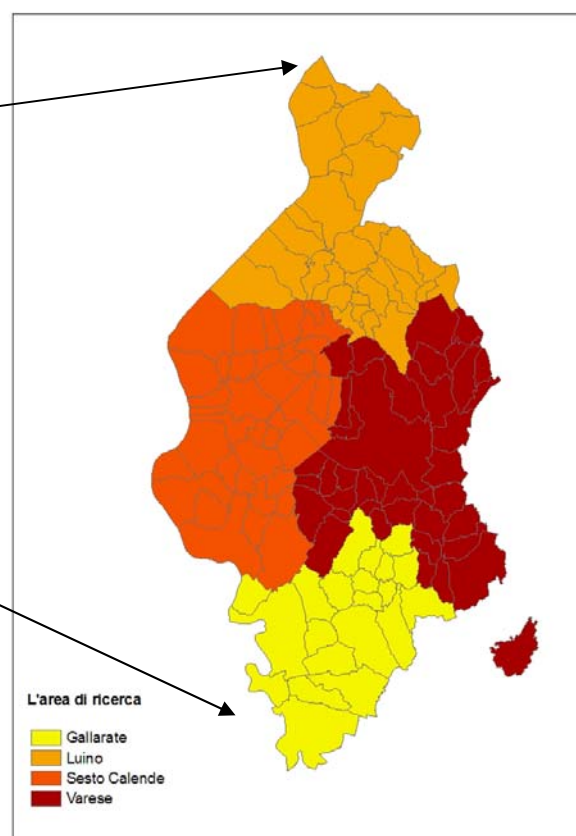 L'area di ricerca
Gallarate
Luino
Sesto Calende
Varese